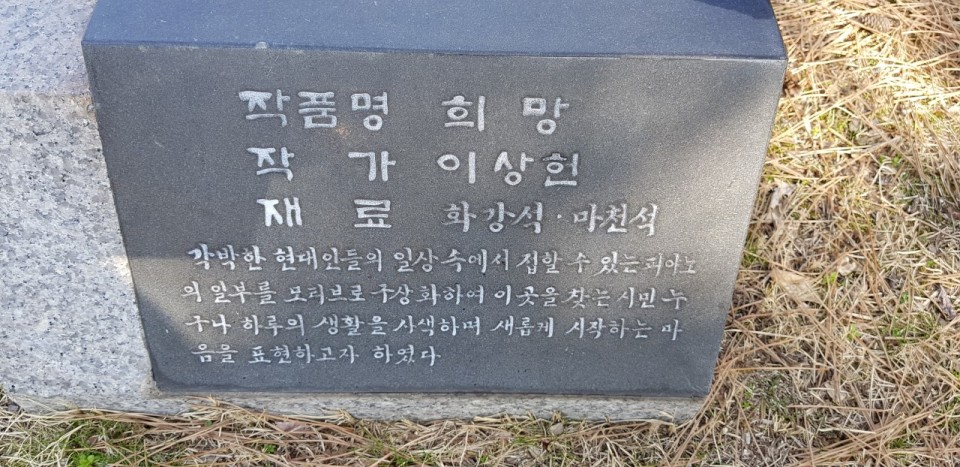 작품명 희 망
작 가 이상헌
재 료 화강석 · 마천석
각박한 현대인들의 일상 속에서 접할 수 있는 피아노
의 일부를 모티브로 구상화하여 이곳을 찾는 시민 누
구나 하루의 생활을 사색하며 새롭게 시작하는 마
음을 표현하고자 하였다